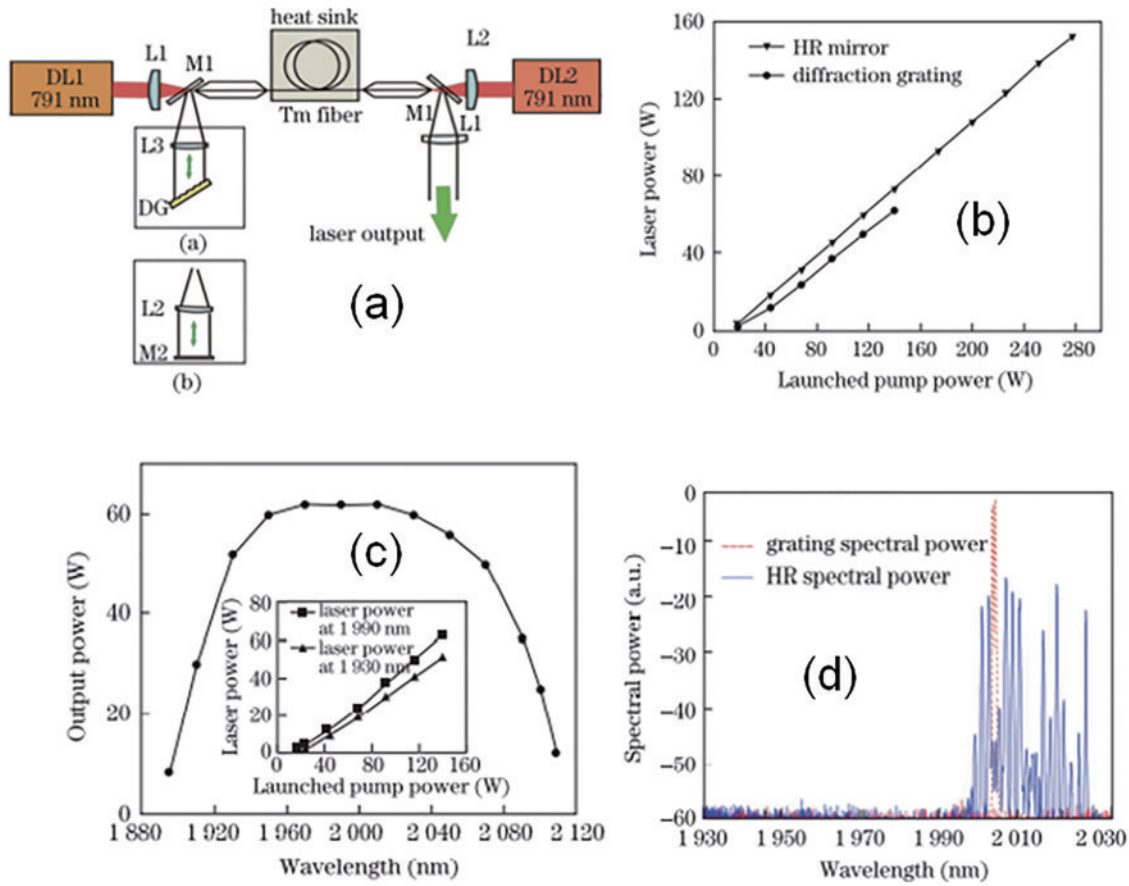 heat sink
L1
M1
L2
DL1
791 nm
DL2
791 nm
Tm fiber
M1
L1
L3
DG
(a)
laser output
L2
M2
(b)
(a)
160
120
80
40
0
Laser power (W)
HR mirror
diffraction grating
(b)
0 40 80 120 160 200 240 280
Launched pump power (W)
60
40
20
0
Output power (W)
(c)
80
60
40
20
0
Laser power (W)
laser power
at 1 990 nm
laser power
at 1 930 nm
0 40 80 120 160
Launched pump power (W)
1 880 1 920 1 960 2 000 2 040 2 080 2 120
Wavelength (nm)
0
−10
−20
−30
−40
−50
−60
Spectral power (a.u.)
grating spectral power
HR spectral power
(d)
1 930 1 950 1 970 1 990 2 010 2 030
Wavelength (nm)